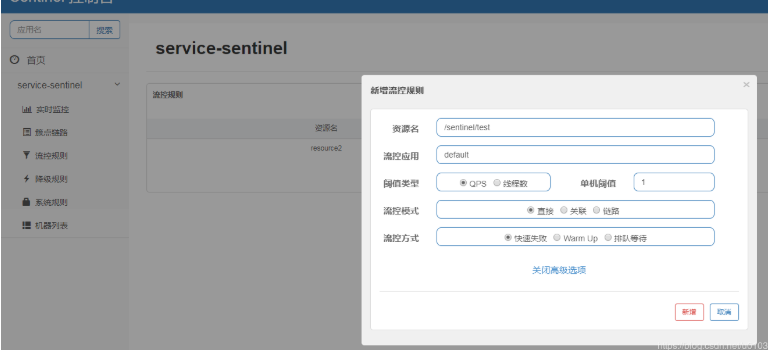 Sentinel 控制台
应用名 搜索
首页
service-sentinel
实时监控
簇点链路
流控规则
降级规则
系统规则
机器列表
service-sentinel
流控规则
资源名
resource2
新增流控规则 ×
资源名 /sentinel/test
流控应用 default
阈值类型 QPS 线程数 单机阈值 1
流控模式 直接 关联 链路
流控方式 快速失败 Warm Up 排队等待
关闭高级选项
新增 取消